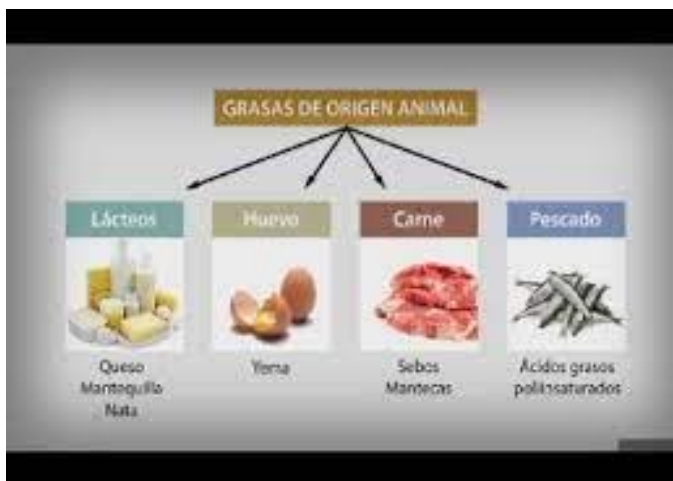 GRASAS DE ORIGEN ANIMAL
Lácteos
Huevo
Carne
Pescado
Queso
Mantequilla
Nata
Yema
Sebos
Mantecas
Ácidos grasos
poliinsaturados